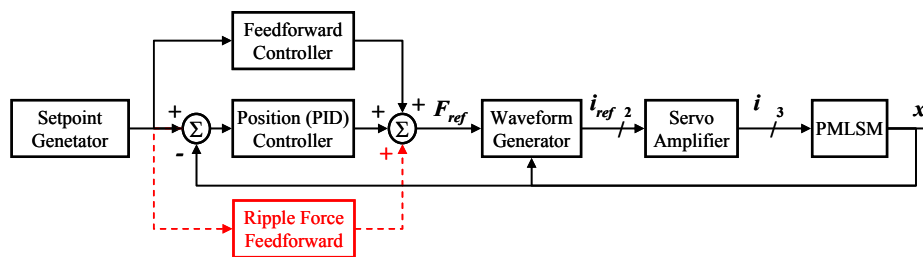 Feedforward
Controller
+
F_ref
i_ref 2
i 3
x
Setpoint
Genetator
+
Σ
-
Position (PID)
Controller
+
Σ
+
Waveform
Generator
Servo
Amplifier
PMLSM
Ripple Force
Feedforward